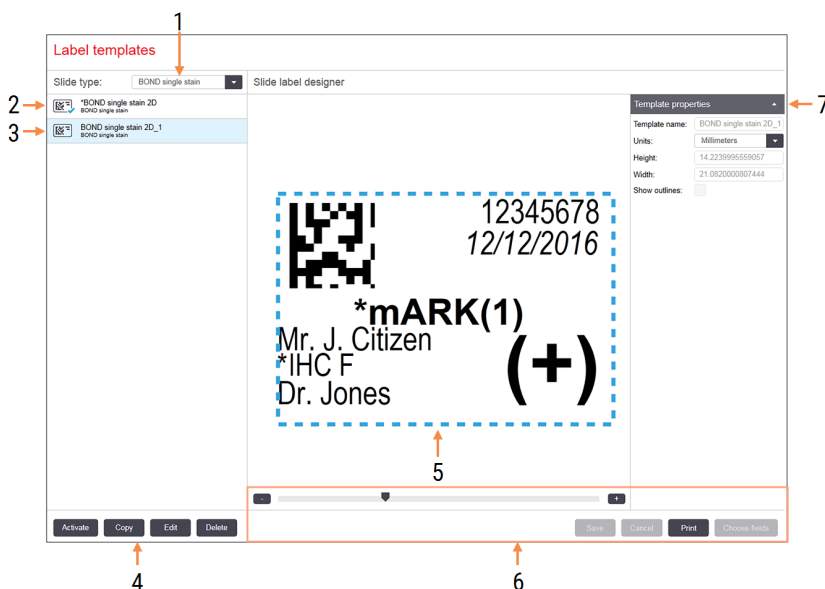 1
Label templates
Slide type: BOND single stain
Slide label designer
2
*BOND single stain 2D
BOND single stain
3
BOND single stain 2D_1
BOND single stain
Template properties
7
Template name: BOND single stain 2D_1
Units: Millimeters
Height: 14.2239995559057
Width: 21.0820000807444
Show outlines:
12345678
12/12/2016
*mARK(1)
Mr. J. Citizen
*IHC F
Dr. Jones
(+)
5
- +
Activate Copy Edit Delete
Save Cancel Print Choose fields
4
6